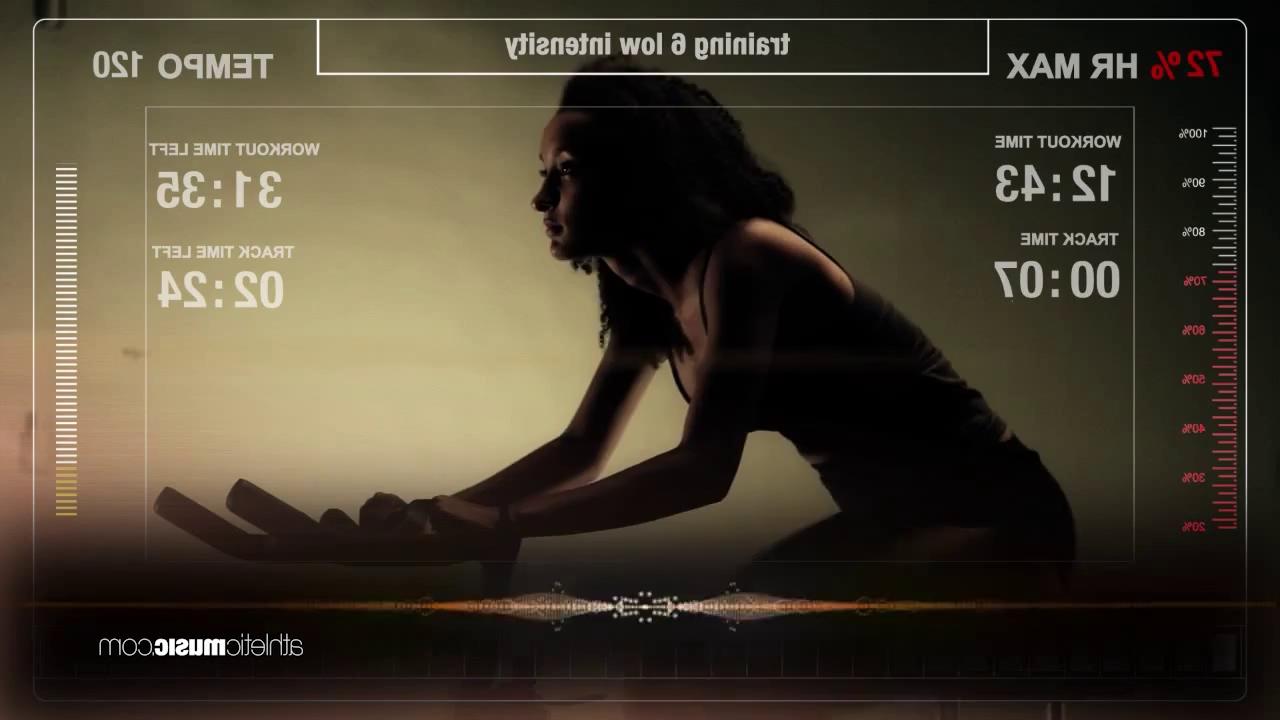 training 6 low intensity
72% HR MAX
TEMPO 120
WORKOUT TIME
12:43
TRACK TIME
00:07
WORKOUT TIME LEFT
31:35
TRACK TIME LEFT
02:24
100%
90%
80%
70%
60%
50%
40%
30%
20%
athleticmusic.com